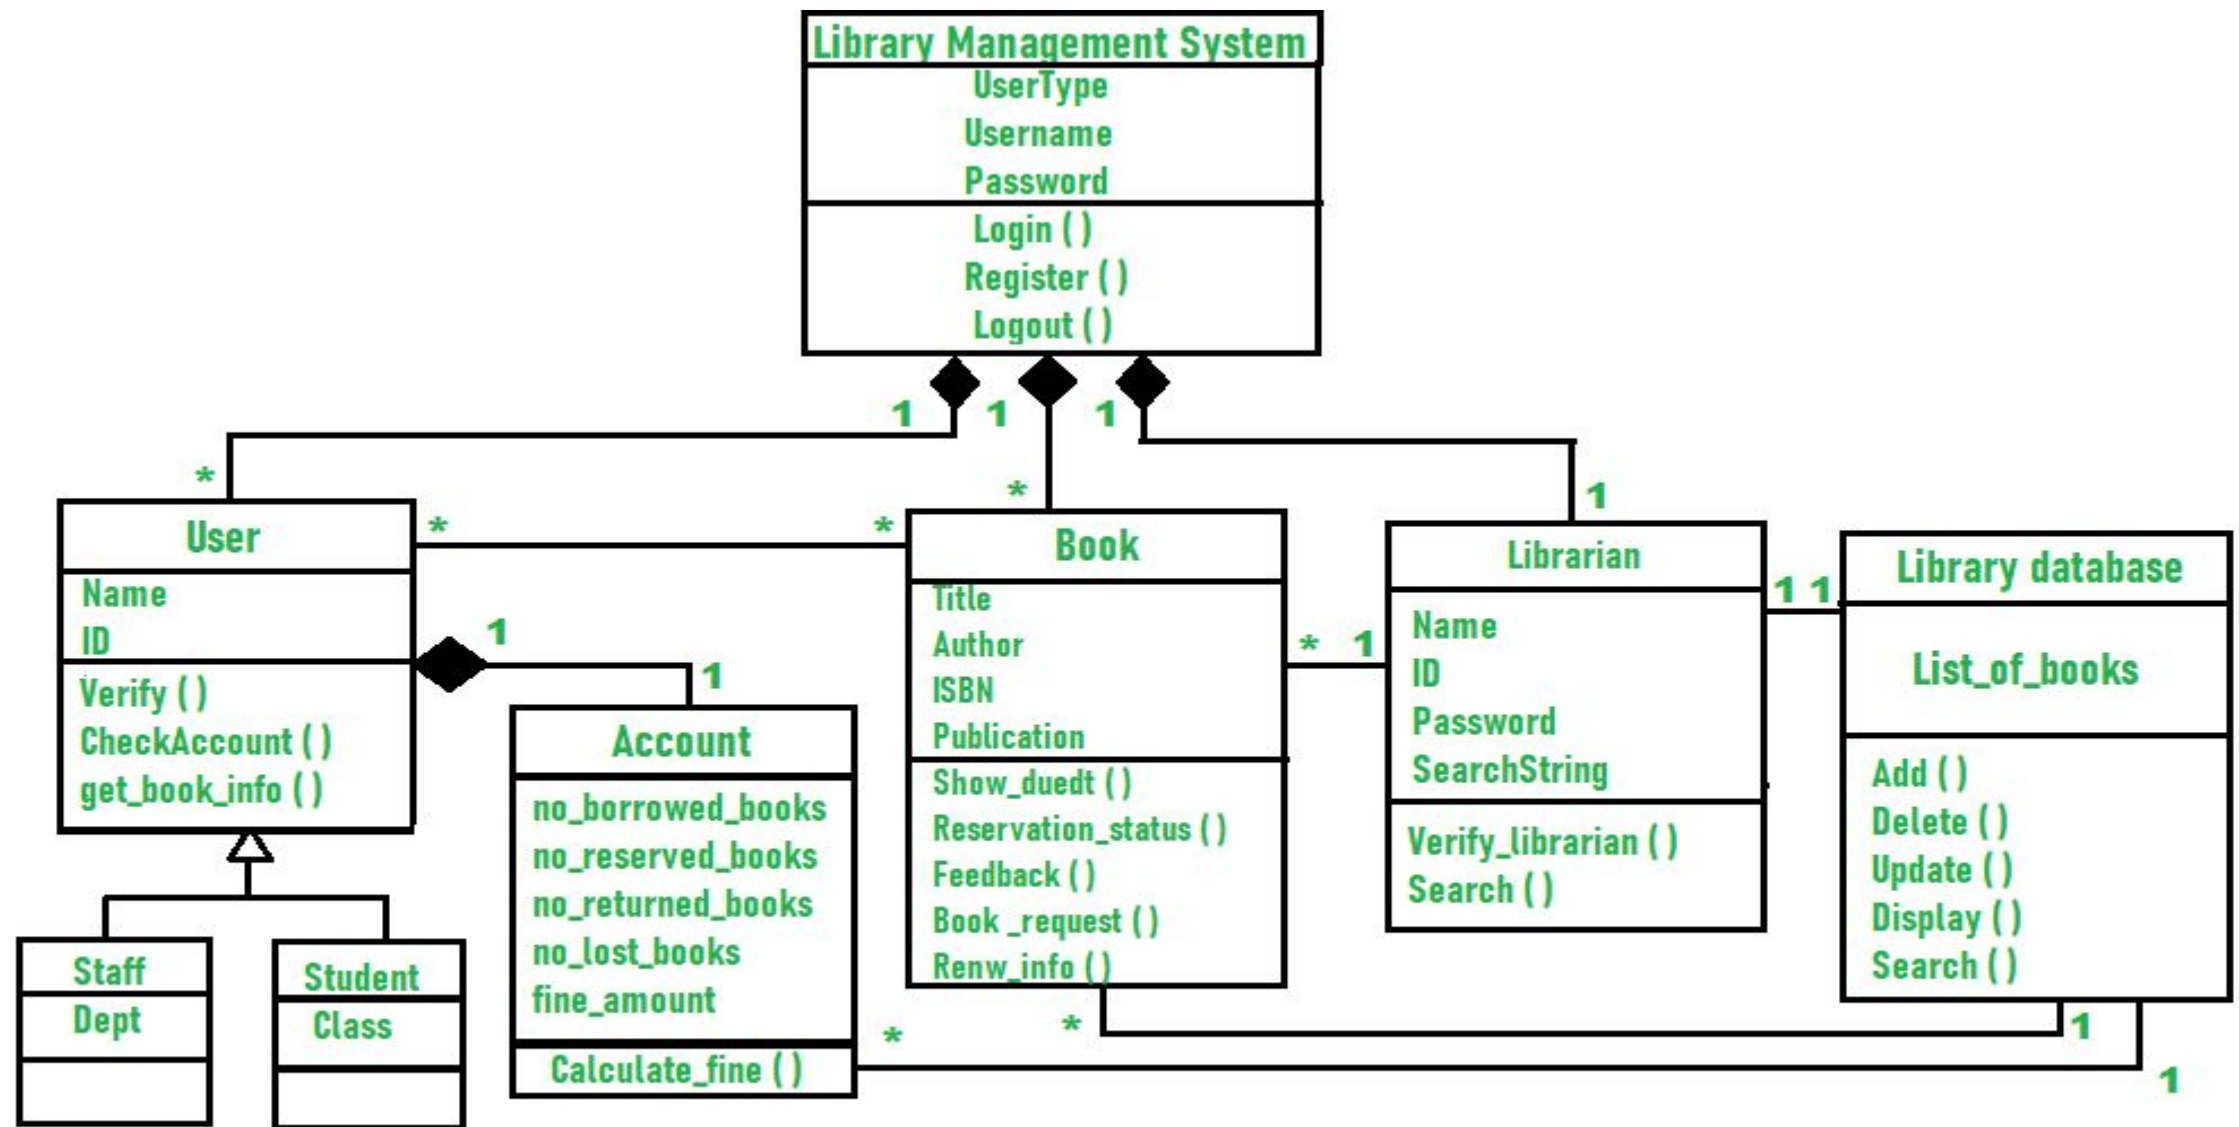 Library Management System
UserType
Username
Password
Login ( )
Register ( )
Logout ( )
1
1
1
*
*
1
User
Name
ID
Verify ( )
CheckAccount ( )
get_book_info ( )
*
*
1
1
Account
no_borrowed_books
no_reserved_books
no_returned_books
no_lost_books
fine_amount
Calculate_fine ( )
Book
Title
Author
ISBN
Publication
Show_duedt ( )
Reservation_status ( )
Feedback ( )
Book _request ( )
Renw_info ( )
* 1
Librarian
Name
ID
Password
SearchString
Verify_librarian ( )
Search ( )
1 1
Library database
List_of_books
Add ( )
Delete ( )
Update ( )
Display ( )
Search ( )
Staff
Dept
Student
Class
*
*
1
1